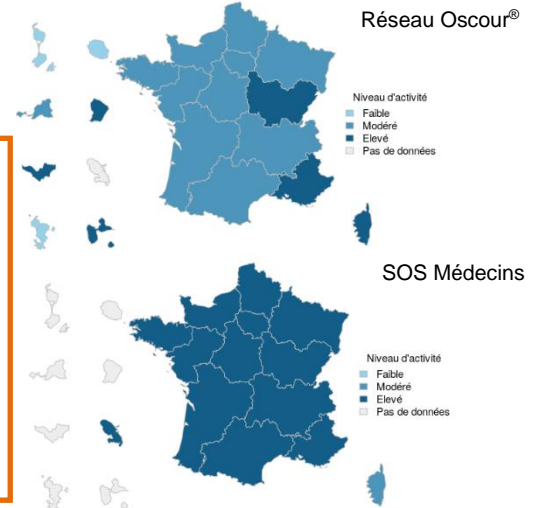 Réseau Oscour®
Niveau d'activité
Faible
Modéré
Elevé
Pas de données
SOS Médecins
Niveau d'activité
Faible
Modéré
Elevé
Pas de données